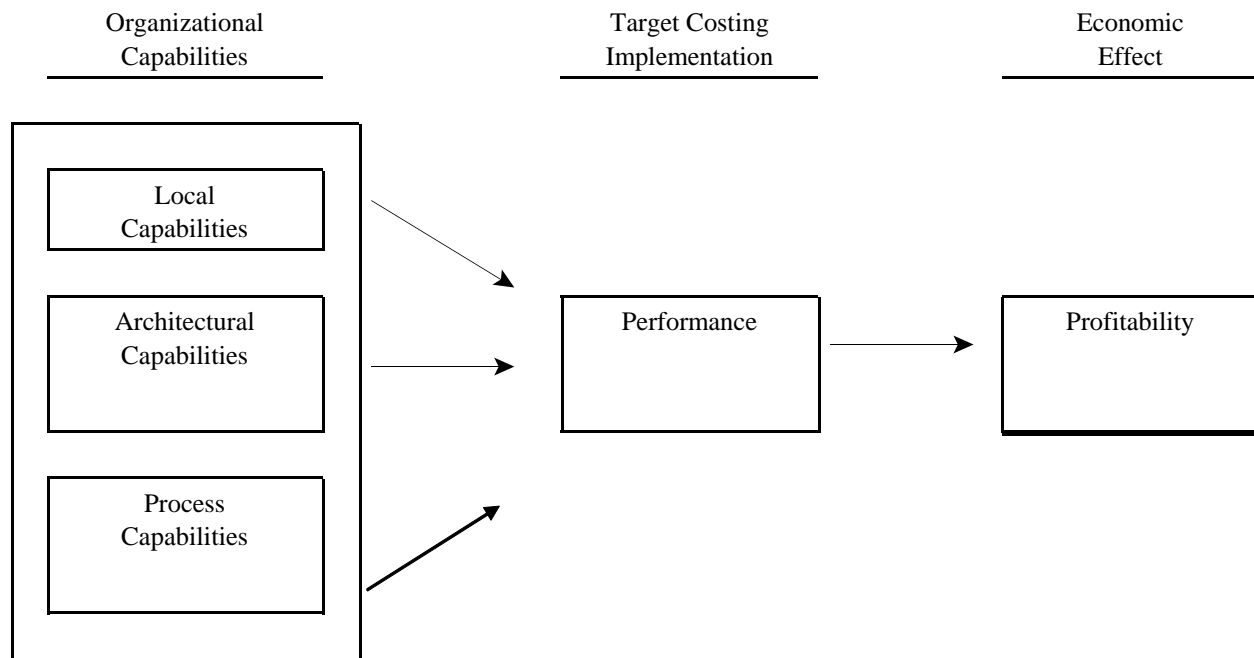 Organizational
Capabilities
Target Costing
Implementation
Economic
Effect
Local
Capabilities
Architectural
Capabilities
Process
Capabilities
Performance
Profitability